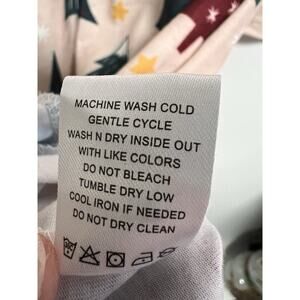 MACHINE WASH COLD
GENTLE CYCLE
WASH N DRY INSIDE OUT
WITH LIKE COLORS
DO NOT BLEACH
TUMBLE DRY LOW
COOL IRON IF NEEDED
DO NOT DRY CLEAN